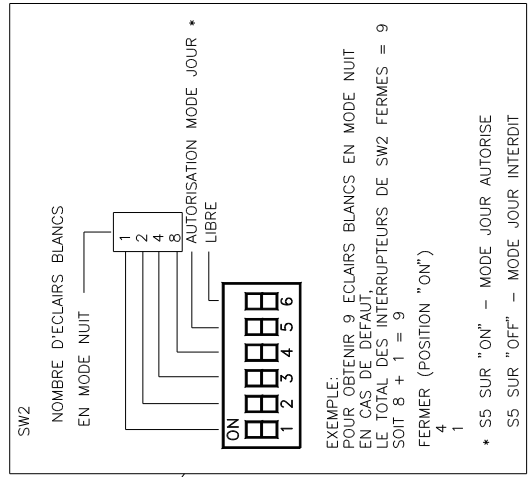 SW2
NOMBRE D'ECLAIRS BLANCS
EN MODE NUIT
1
2
4
8
AUTORISATION MODE JOUR *
LIBRE
ON
1 2 3 4 5 6
EXEMPLE:
POUR OBTENIR 9 ECLAIRS BLANCS EN MODE NUIT
EN CAS DE DEFAUT,
LE TOTAL DES INTERRUPTEURS DE SW2 FERMES = 9
SOIT 8 + 1 = 9
FERMER (POSITION "ON")
4
1
* S5 SUR "ON" – MODE JOUR AUTORISE
S5 SUR "OFF" – MODE JOUR INTERDIT